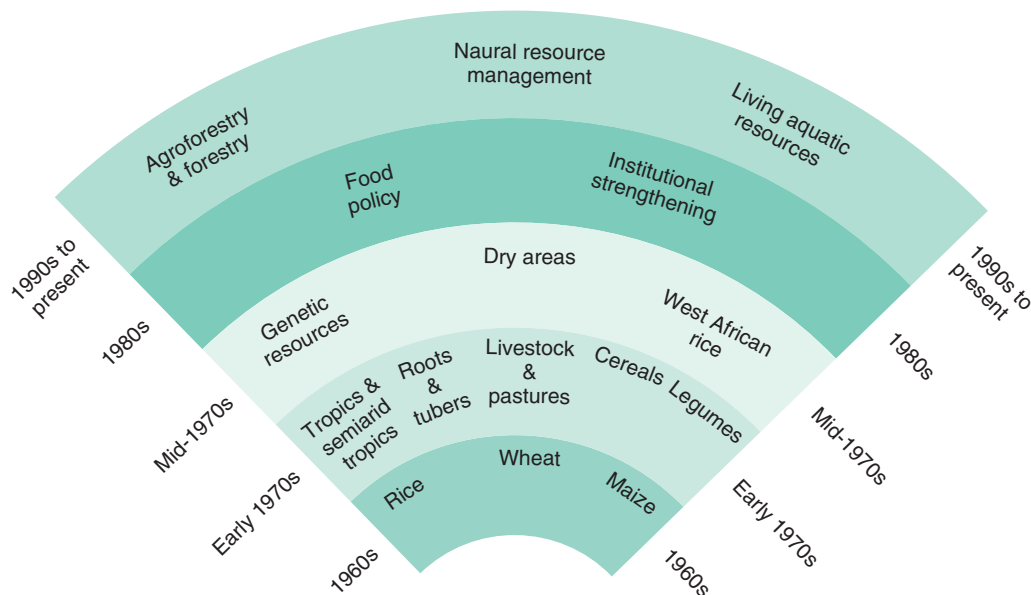 Naural resource
management
Agroforestry
& forestry
Living aquatic
resources
Food
policy
Institutional
strengthening
Dry areas
Genetic
resources
West African
rice
Tropics &
semiarid
tropics
Roots
&
tubers
Livestock
&
pastures
Cereals
Legumes
Rice
Wheat
Maize
1990s to
present
1980s
Mid-1970s
Early 1970s
1960s
1990s to
present
1980s
Mid-1970s
Early 1970s
1960s